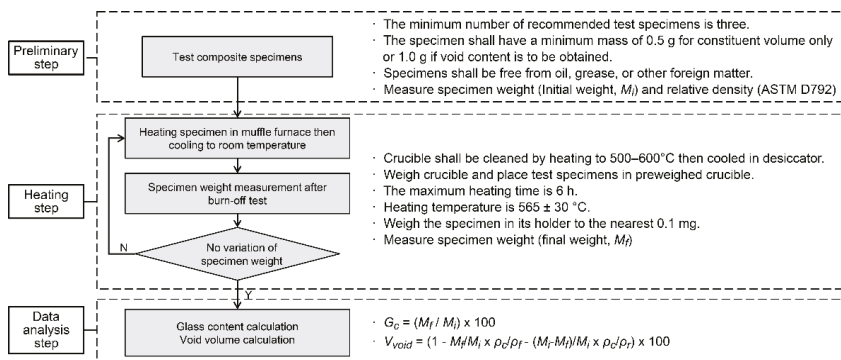 Preliminary
step
Test composite specimens
· The minimum number of recommended test specimens is three.
· The specimen shall have a minimum mass of 0.5 g for constituent volume only
or 1.0 g if void content is to be obtained.
· Specimens shall be free from oil, grease, or other foreign matter.
· Measure specimen weight (Initial weight, Mi) and relative density (ASTM D792)
Heating
step
Heating specimen in muffle furnace then
cooling to room temperature
Specimen weight measurement after
burn-off test
N
No variation of
specimen weight
Y
· Crucible shall be cleaned by heating to 500–600°C then cooled in desiccator.
· Weigh crucible and place test specimens in preweighed crucible.
· The maximum heating time is 6 h.
· Heating temperature is 565 ± 30 °C.
· Weigh the specimen in its holder to the nearest 0.1 mg.
· Measure specimen weight (final weight, Mf)
Data
analysis
step
Glass content calculation
Void volume calculation
· Gc = (Mf / Mi) x 100
· Vvoid = (1 - Mf/Mi x ρc/ρf - (Mi-Mf)/Mi x ρc/ρr) x 100